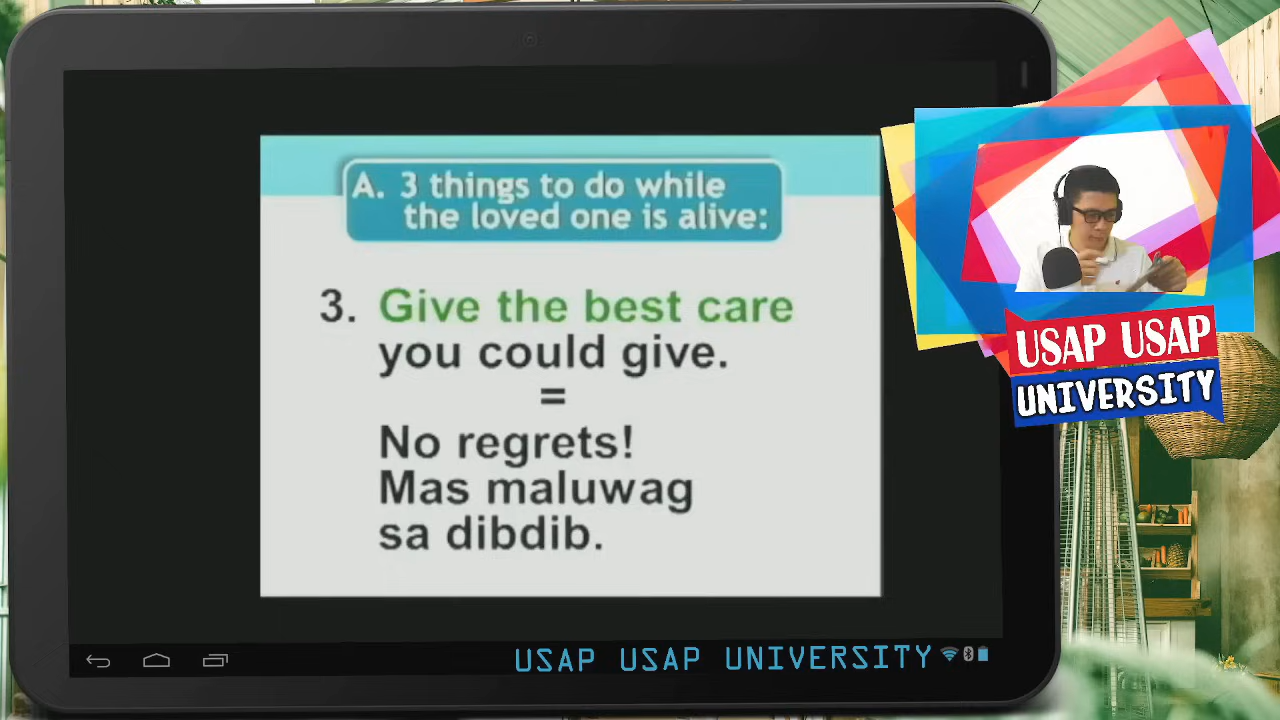 A. 3 things to do while
the loved one is alive:
3. Give the best care
you could give.
=
No regrets!
Mas maluwag
sa dibdib.
USAP USAP
UNIVERSITY
USAP USAP UNIVERSITY